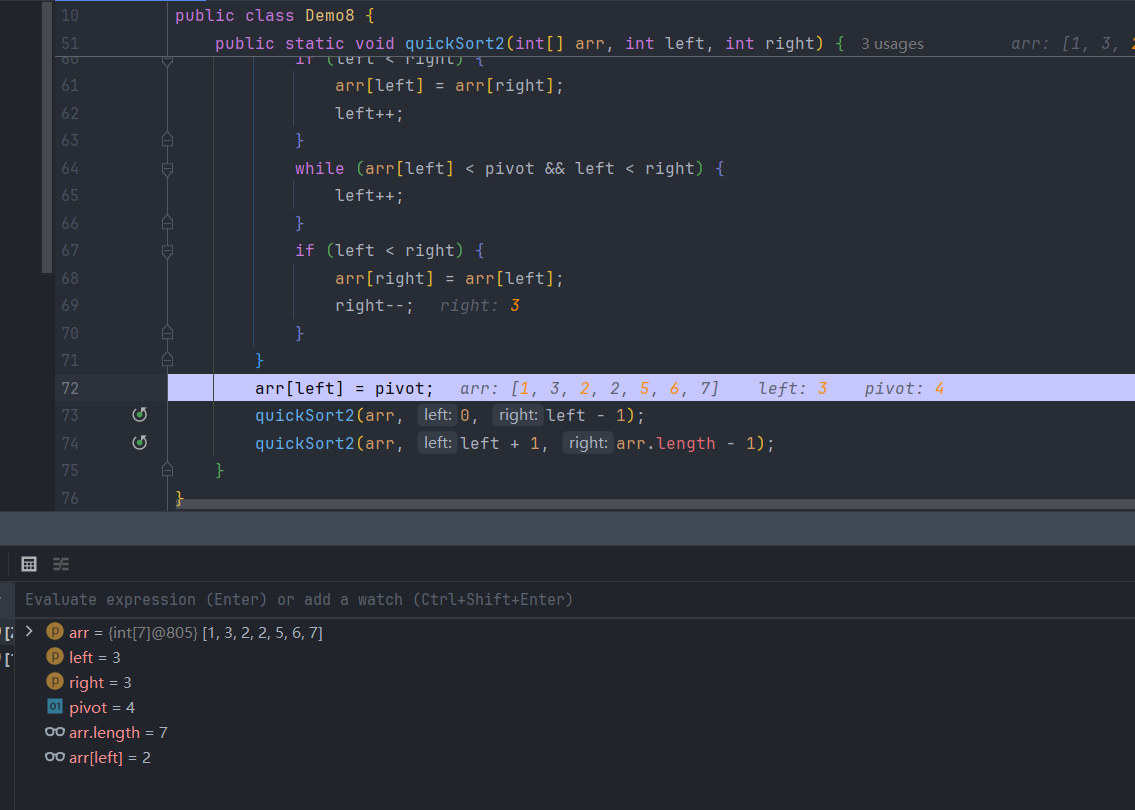 10 public class Demo8 {
51 public static void quickSort2(int[] arr, int left, int right) { 3 usages arr: [1, 3, 2
60 if (left < right) {
61 arr[left] = arr[right];
62 left++;
63 }
64 while (arr[left] < pivot && left < right) {
65 left++;
66 }
67 if (left < right) {
68 arr[right] = arr[left];
69 right--; right: 3
70 }
71 }
72 arr[left] = pivot; arr: [1, 3, 2, 2, 5, 6, 7] left: 3 pivot: 4
73 quickSort2(arr, left: 0, right: left - 1);
74 quickSort2(arr, left: left + 1, right: arr.length - 1);
75 }
76 }
Evaluate expression (Enter) or add a watch (Ctrl+Shift+Enter)
p arr = {int[7]@805} [1, 3, 2, 2, 5, 6, 7]
p left = 3
p right = 3
01 pivot = 4
arr.length = 7
arr[left] = 2